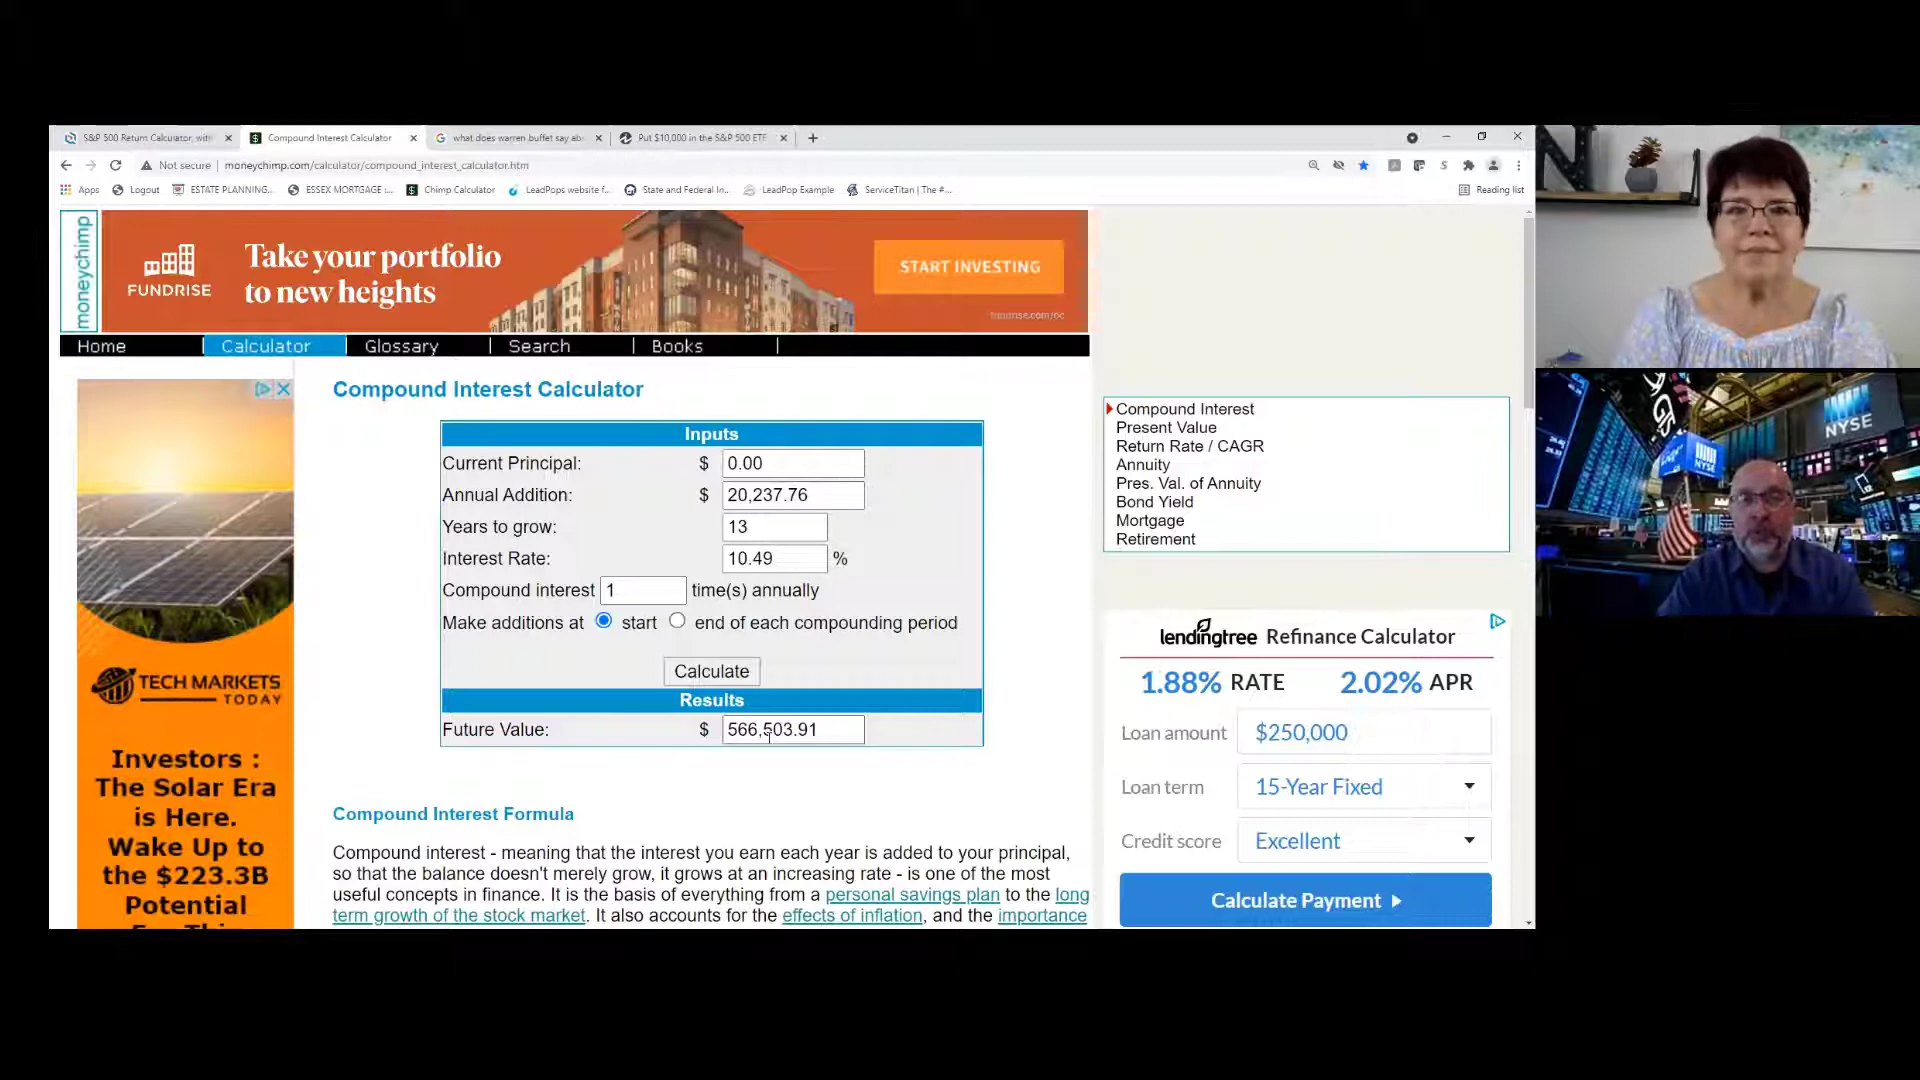 S&P 500 Return Calculator, with
Compound Interest Calculator
what does warren buffet say abo
Put $10,000 in the S&P 500 ETF
Not secure | moneychimp.com/calculator/compound_interest_calculator.htm
Apps
Logout
ESTATE PLANNING...
ESSEX MORTGAGE :...
Chimp Calculator
LeadPops website f...
State and Federal In...
LeadPop Example
ServiceTitan | The #...
Reading list
moneychimp
FUNDRISE
Take your portfolio
to new heights
START INVESTING
fundrise.com/oc
Home | Calculator | Glossary | Search | Books |
Compound Interest Calculator
Inputs
Current Principal: $ 0.00
Annual Addition: $ 20,237.76
Years to grow: 13
Interest Rate: 10.49 %
Compound interest 1 time(s) annually
Make additions at start end of each compounding period
Calculate
Results
Future Value: $ 566,503.91
Compound Interest Formula
Compound interest - meaning that the interest you earn each year is added to your principal,
so that the balance doesn't merely grow, it grows at an increasing rate - is one of the most
useful concepts in finance. It is the basis of everything from a personal savings plan to the long
term growth of the stock market. It also accounts for the effects of inflation, and the importance
TECH MARKETS
TODAY
Investors :
The Solar Era
is Here.
Wake Up to
the $223.3B
Potential
Compound Interest
Present Value
Return Rate / CAGR
Annuity
Pres. Val. of Annuity
Bond Yield
Mortgage
Retirement
lendingtree Refinance Calculator
1.88% RATE 2.02% APR
Loan amount $250,000
Loan term 15-Year Fixed
Credit score Excellent
Calculate Payment
NYSE
NYSE